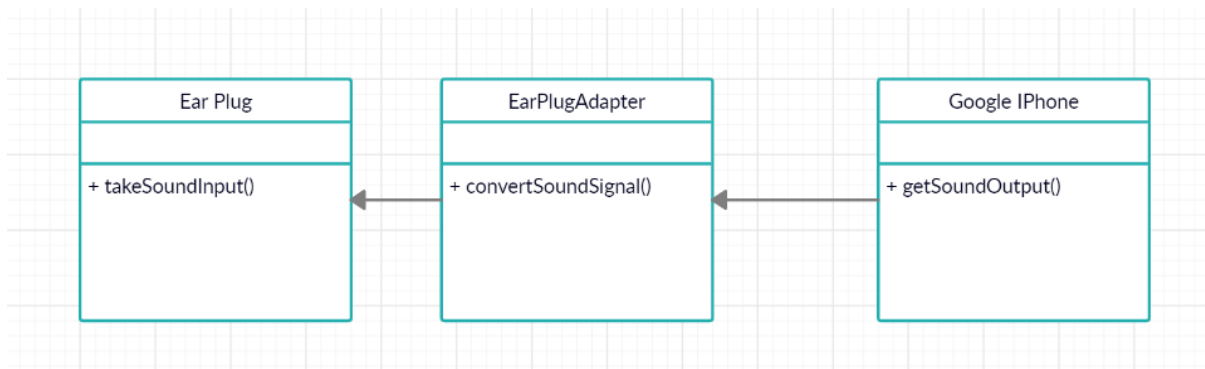 Ear Plug
+ takeSoundInput()
EarPlugAdapter
+ convertSoundSignal()
Google IPhone
+ getSoundOutput()